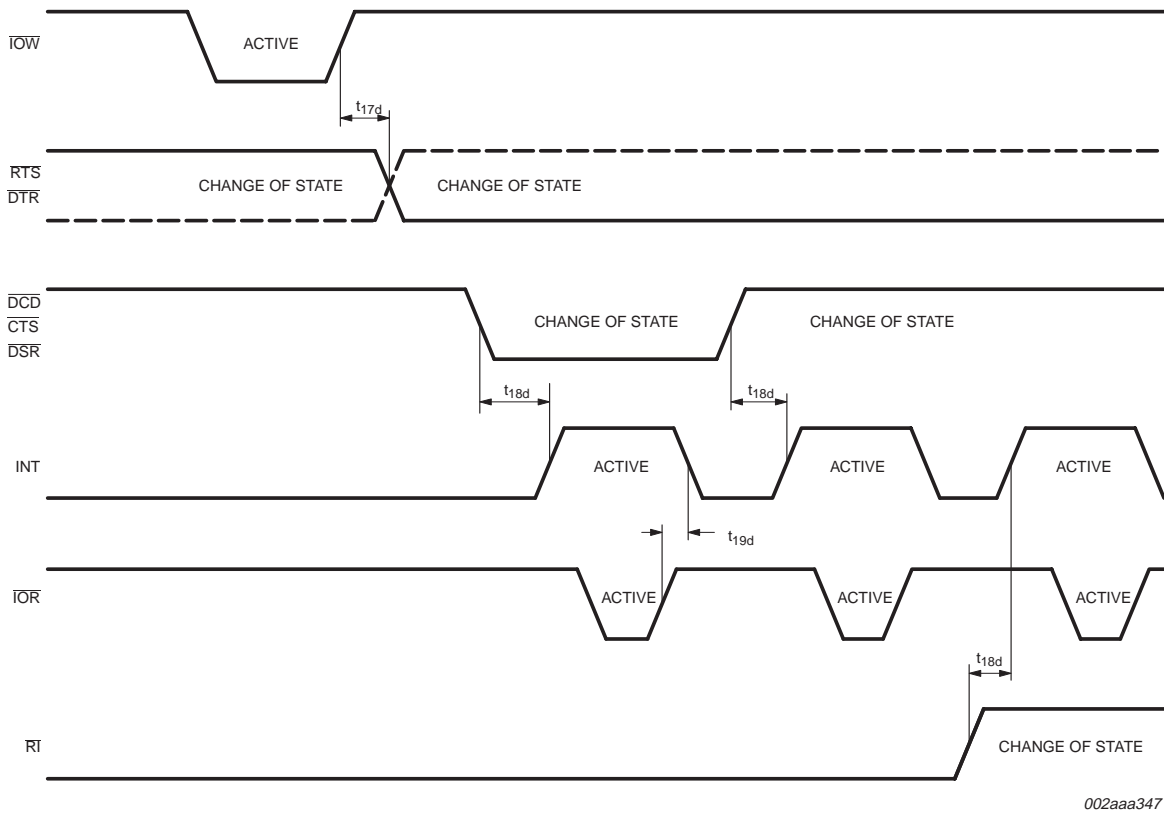 IOW
ACTIVE
t17d
RTS
DTR
CHANGE OF STATE
CHANGE OF STATE
DCD
CTS
DSR
CHANGE OF STATE
CHANGE OF STATE
t18d
t18d
INT
ACTIVE
ACTIVE
ACTIVE
t19d
IOR
ACTIVE
ACTIVE
ACTIVE
t18d
RI
CHANGE OF STATE
002aaa347